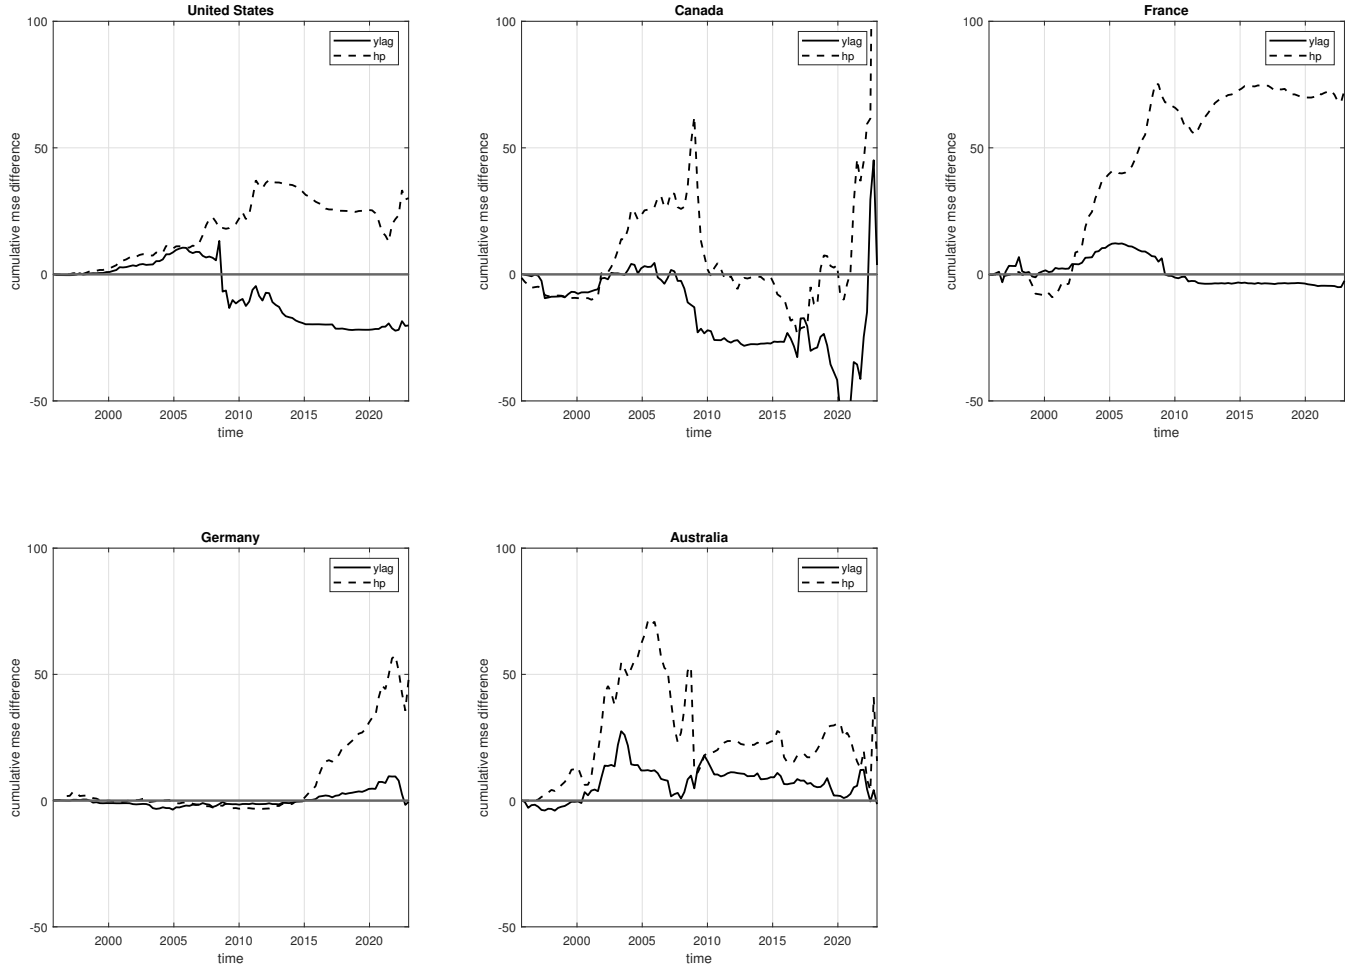 United States
100
50
0
-50
cumulative mse difference
ylag
hp
2000 2005 2010 2015 2020
time
Canada
100
50
0
-50
cumulative mse difference
ylag
hp
2000 2005 2010 2015 2020
time
France
100
50
0
-50
cumulative mse difference
ylag
hp
2000 2005 2010 2015 2020
time
Germany
100
50
0
-50
cumulative mse difference
ylag
hp
2000 2005 2010 2015 2020
time
Australia
100
50
0
-50
cumulative mse difference
ylag
hp
2000 2005 2010 2015 2020
time